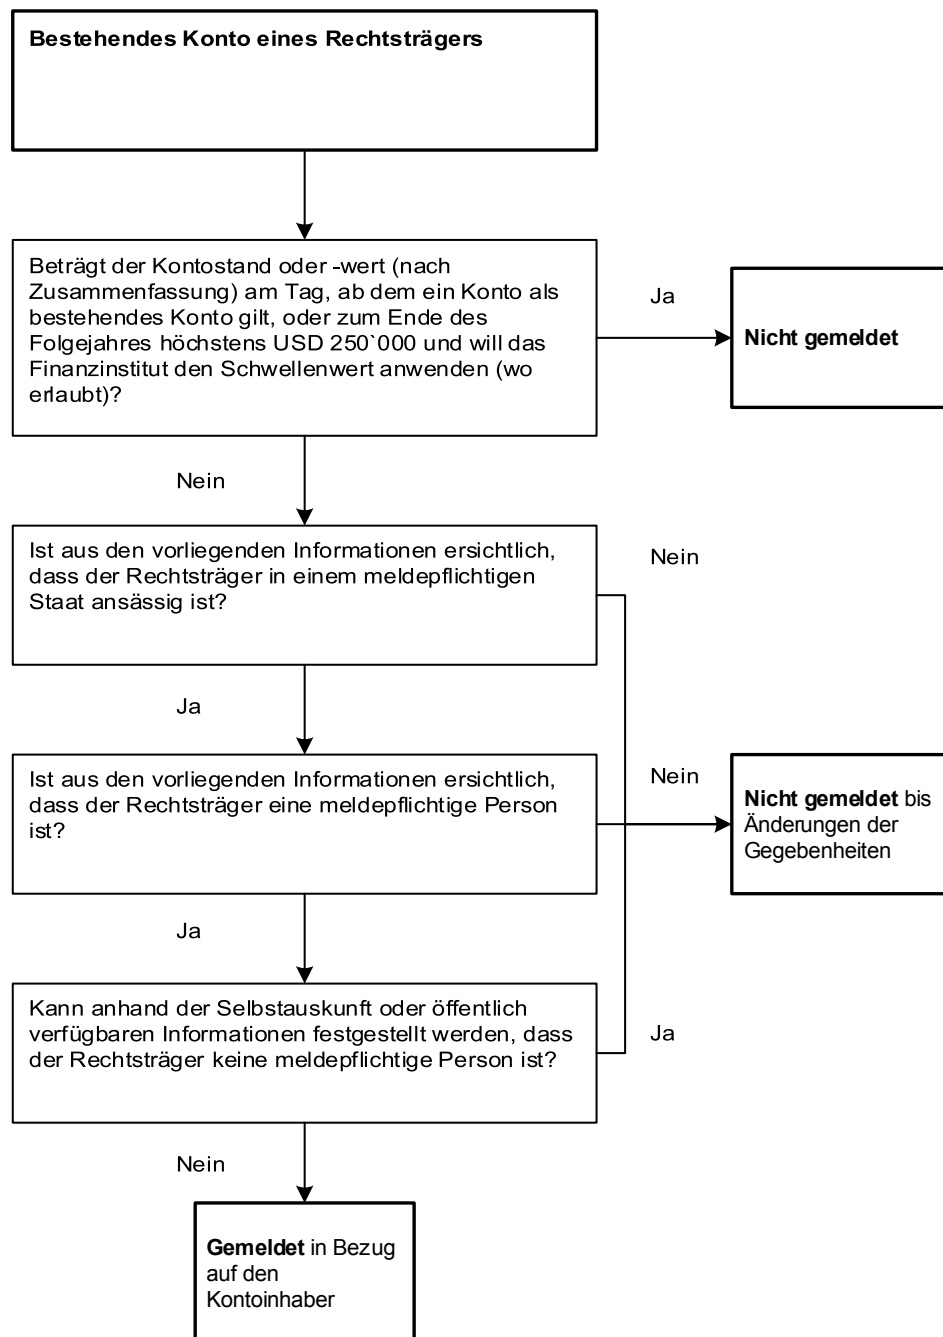 Bestehendes Konto eines Rechtsträgers
Beträgt der Kontostand oder -wert (nach
Zusammenfassung) am Tag, ab dem ein Konto als
bestehendes Konto gilt, oder zum Ende des
Folgejahres höchstens USD 250`000 und will das
Finanzinstitut den Schwellenwert anwenden (wo
erlaubt)?
Ja
Nicht gemeldet
Nein
Ist aus den vorliegenden Informationen ersichtlich,
dass der Rechtsträger in einem meldepflichtigen
Staat ansässig ist?
Nein
Ja
Ist aus den vorliegenden Informationen ersichtlich,
dass der Rechtsträger eine meldepflichtige Person
ist?
Nein
Nicht gemeldet bis
Änderungen der
Gegebenheiten
Ja
Kann anhand der Selbstauskunft oder öffentlich
verfügbaren Informationen festgestellt werden, dass
der Rechtsträger keine meldepflichtige Person ist?
Ja
Nein
Gemeldet in Bezug
auf den
Kontoinhaber